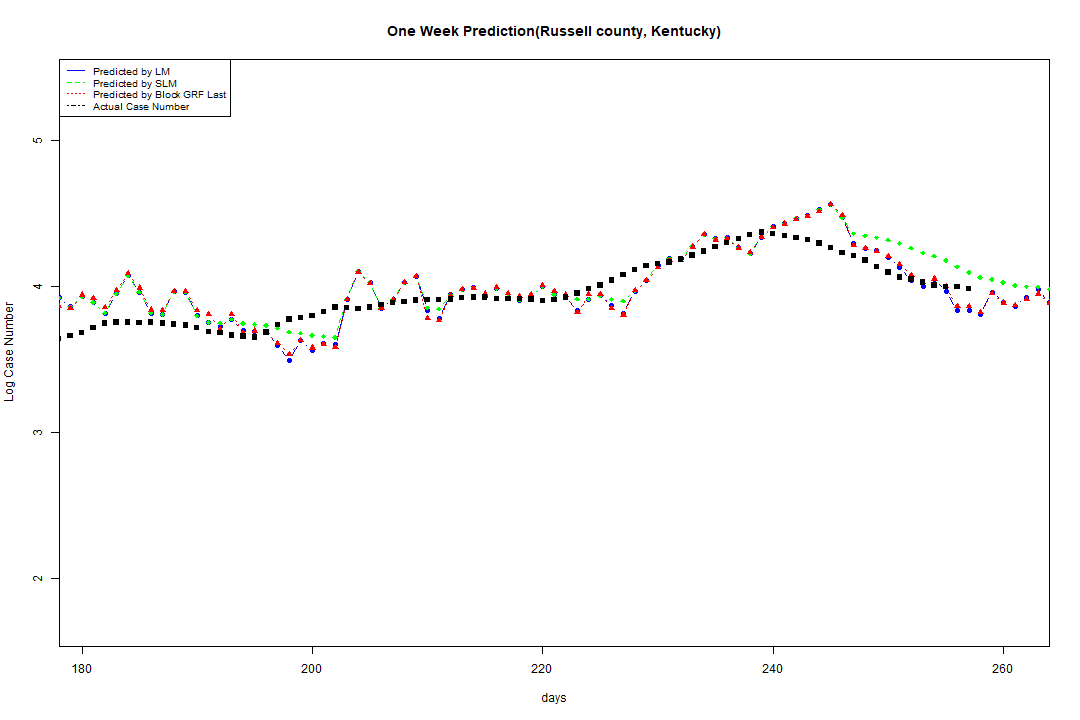 One Week Prediction(Russell county, Kentucky)
Predicted by LM
Predicted by SLM
Predicted by Block GRF Last
Actual Case Number
5
4
3
2
Log Case Number
180 200 220 240 260
days